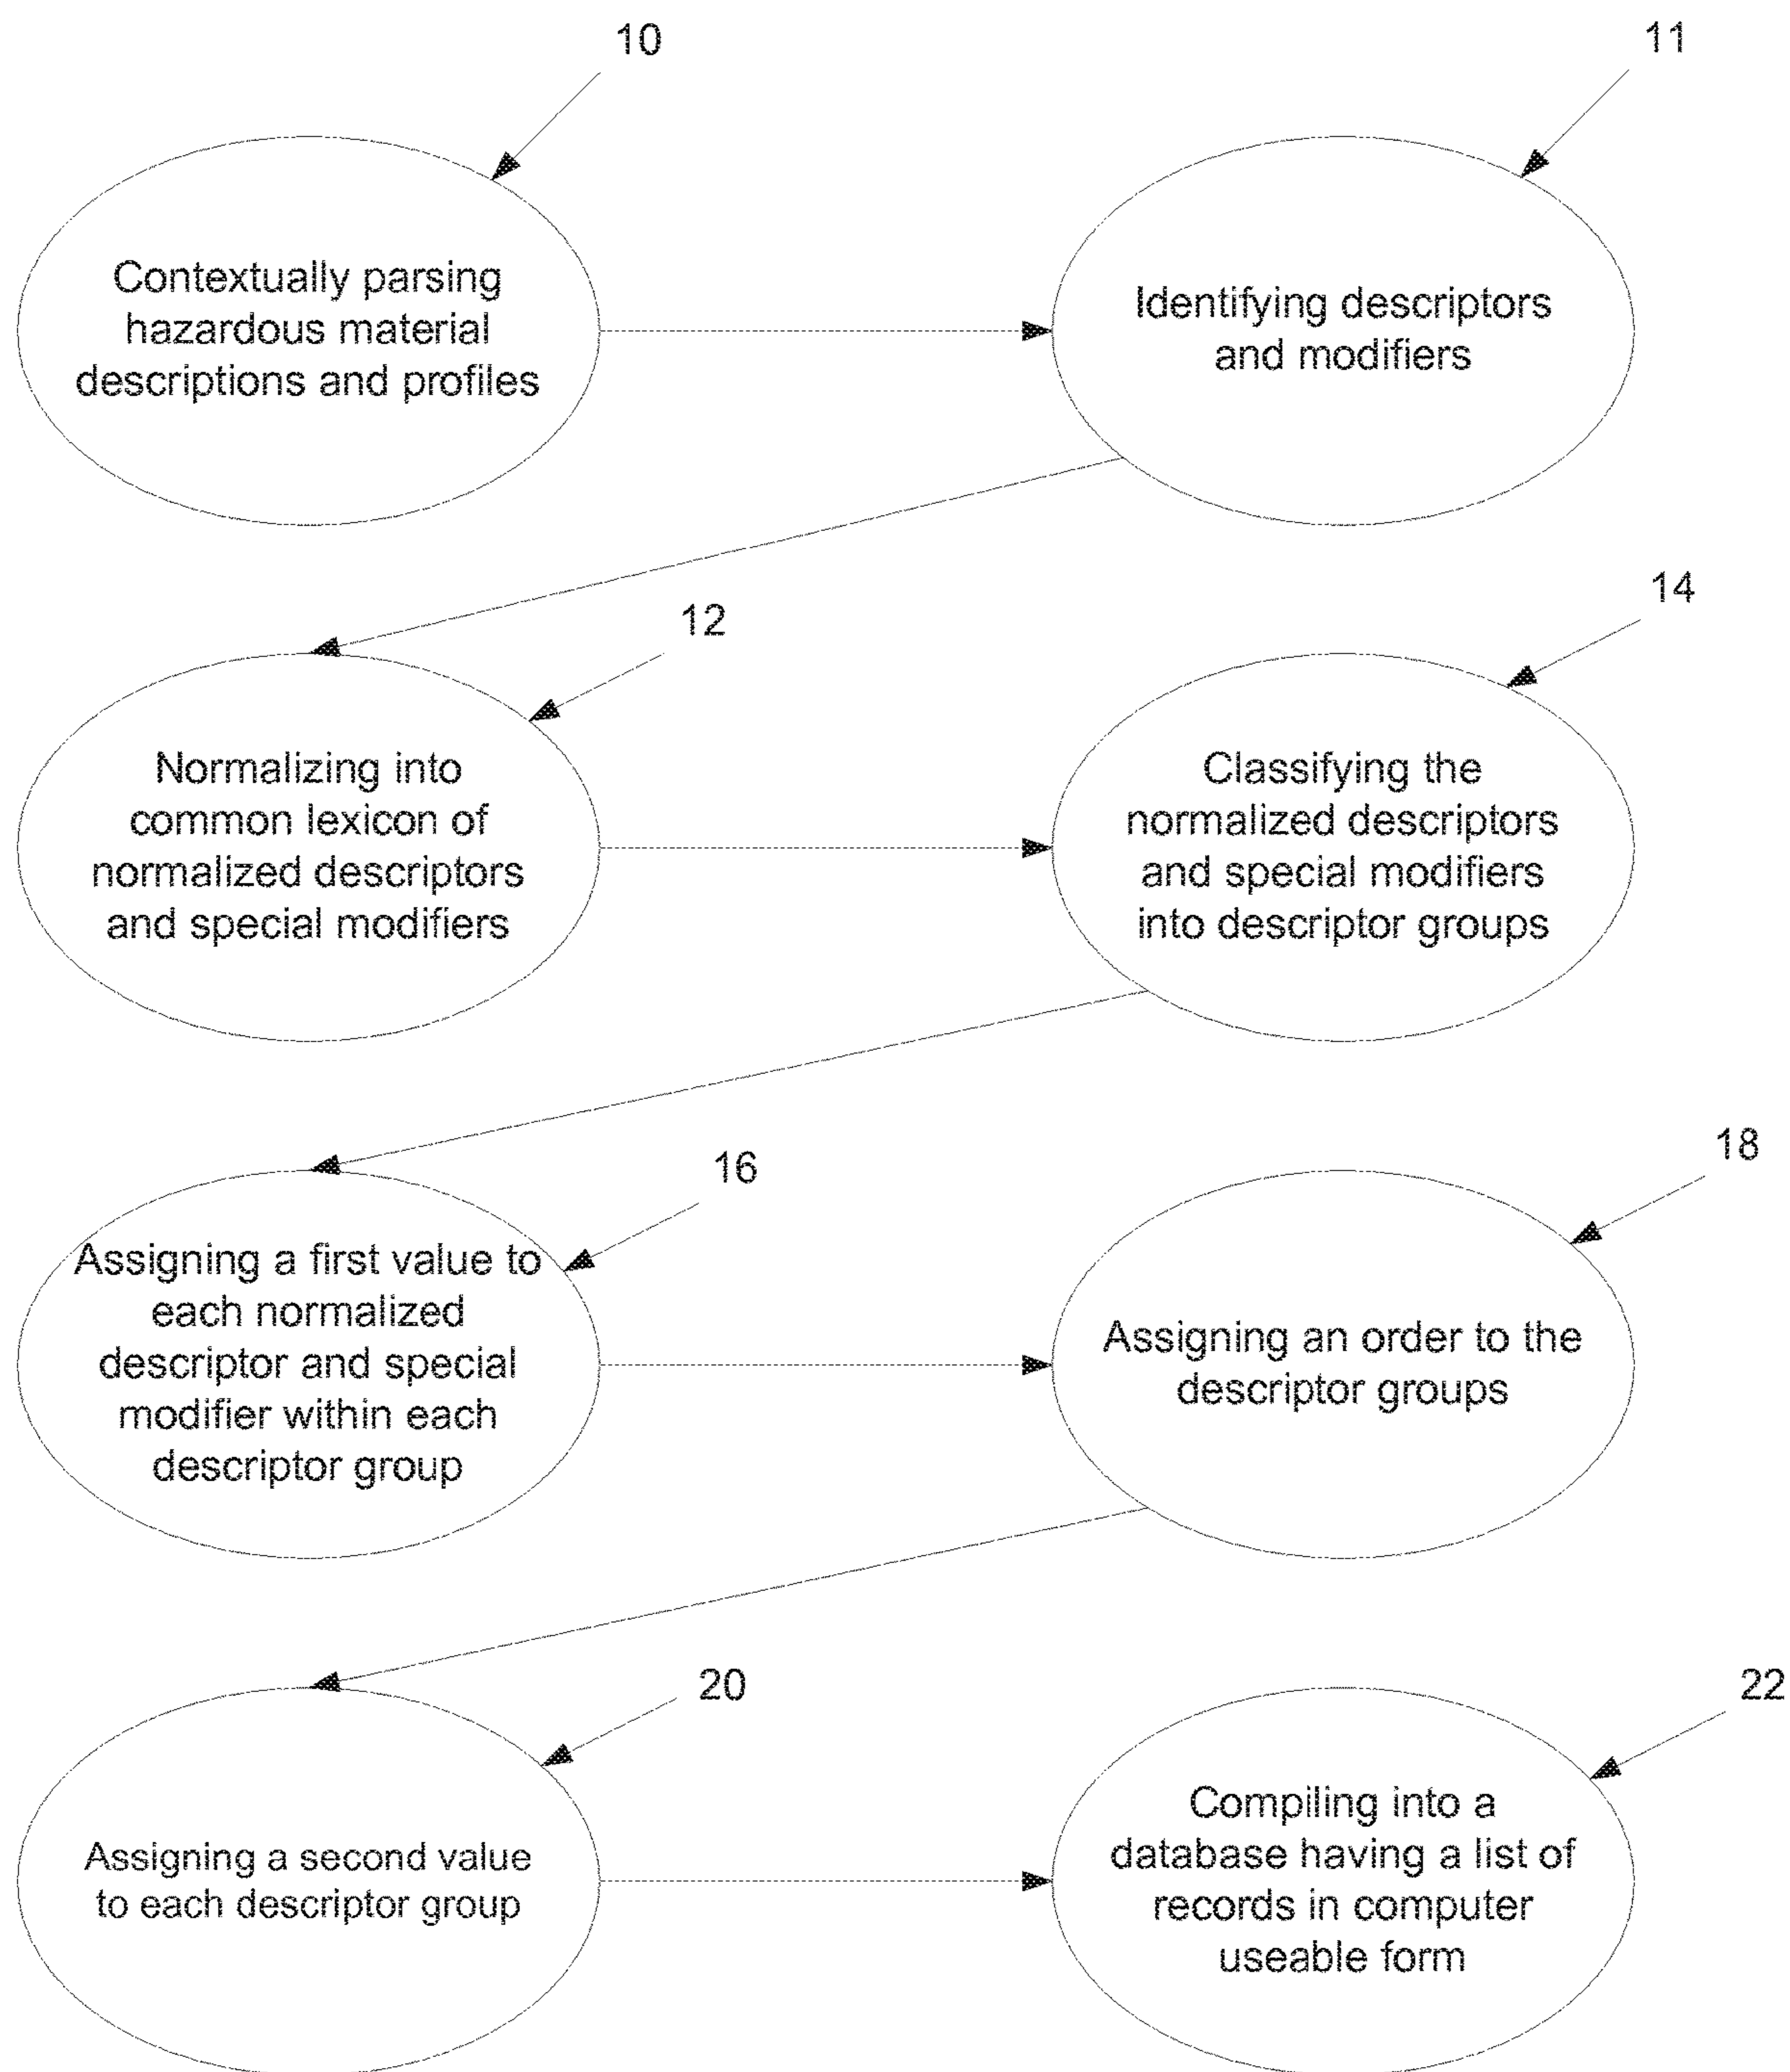 10
11
Contextually parsing
hazardous material
descriptions and profiles
Identifying descriptors
and modifiers
12
14
Normalizing into
common lexicon of
normalized descriptors
and special modifiers
Classifying the
normalized descriptors
and special modifiers
into descriptor groups
16
18
Assigning a first value to
each normalized
descriptor and special
modifier within each
descriptor group
Assigning an order to the
descriptor groups
20
22
Assigning a second value
to each descriptor group
Compiling into a
database having a list of
records in computer
useable form